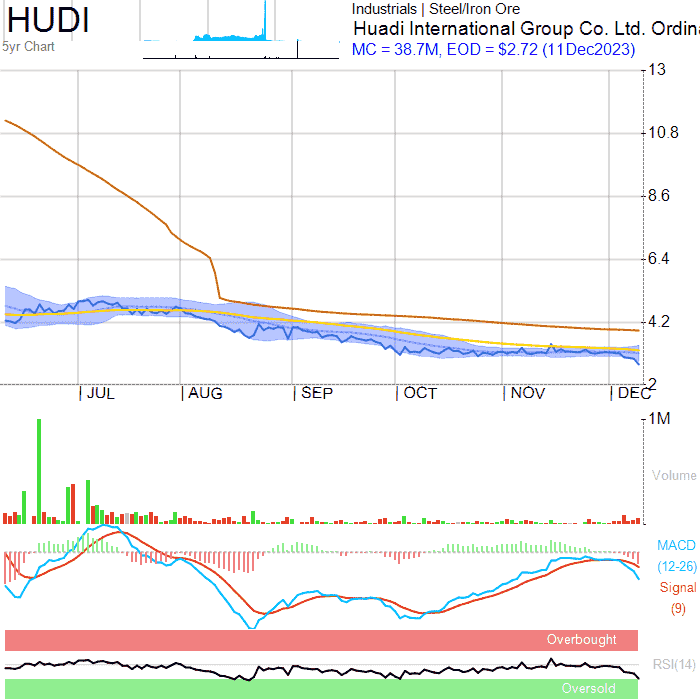 HUDI
5yr Chart
Industrials | Steel/Iron Ore
Huadi International Group Co. Ltd. Ordina
MC = 38.7M, EOD = $2.72 (11Dec2023)
13
10.8
8.6
6.4
4.2
2
| JUL | AUG | SEP | OCT | NOV | DEC
1M
Volume
MACD
(12-26)
Signal
(9)
Overbought
RSI(14)
Oversold